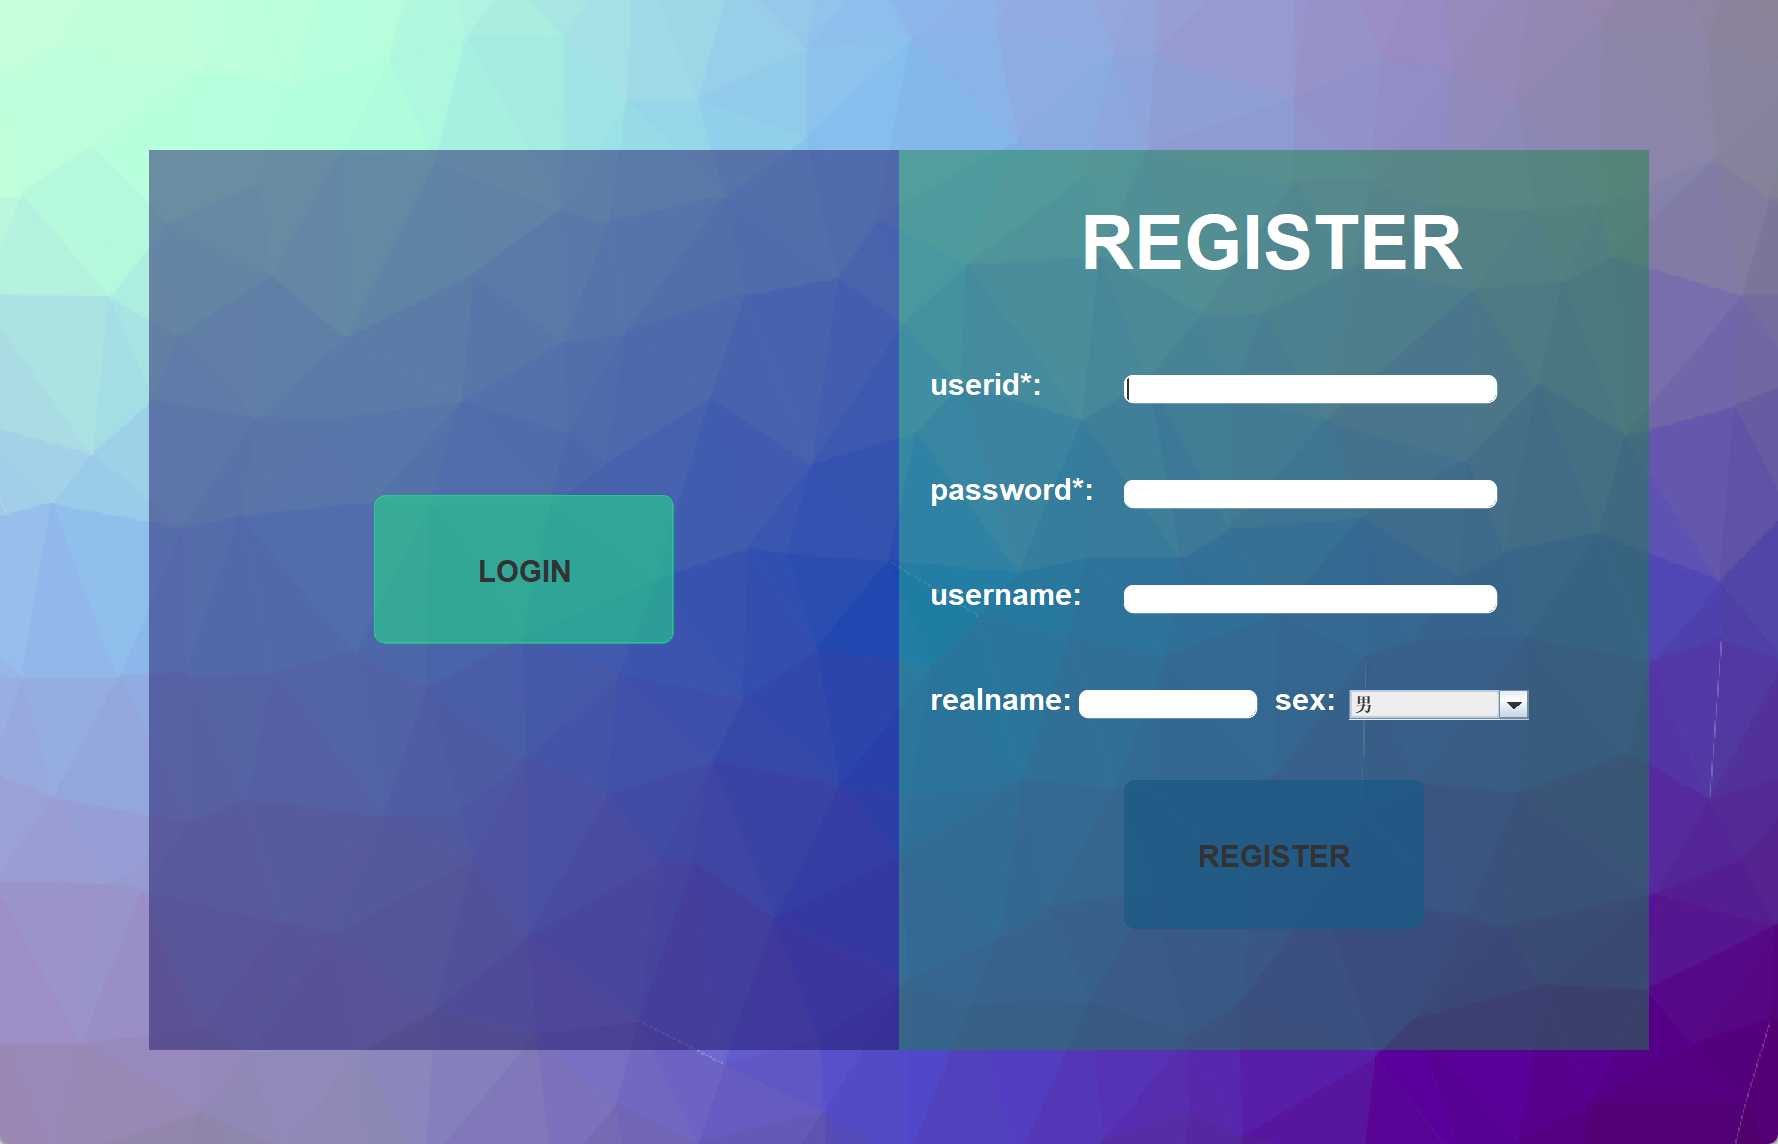 LOGIN
REGISTER
userid*:
password*:
username:
realname: sex: 男
REGISTER